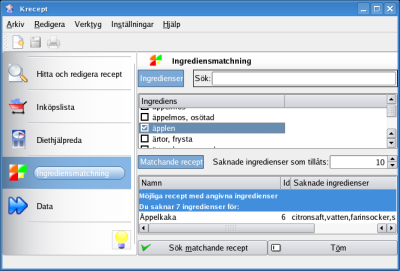 Krecept
Arkiv Redigera Verktyg Inställningar Hjälp
Ingrediensmatchning
Hitta och redigera recept
Ingredienser Sök:
Inköpslista
Ingrediens
äppelmos
äppelmos, osötad
äpplen
ärtor, frysta
Diethjälpreda
Matchande recept Saknade ingredienser som tillåts: 10
Ingrediensmatchning
Namn Id Saknade ingredienser
Möjliga recept med angivna ingredienser
Du saknar 7 ingredienser för:
Äppelkaka 6 citronsaft,vatten,farinsocker,s
Data
Sök matchande recept Töm